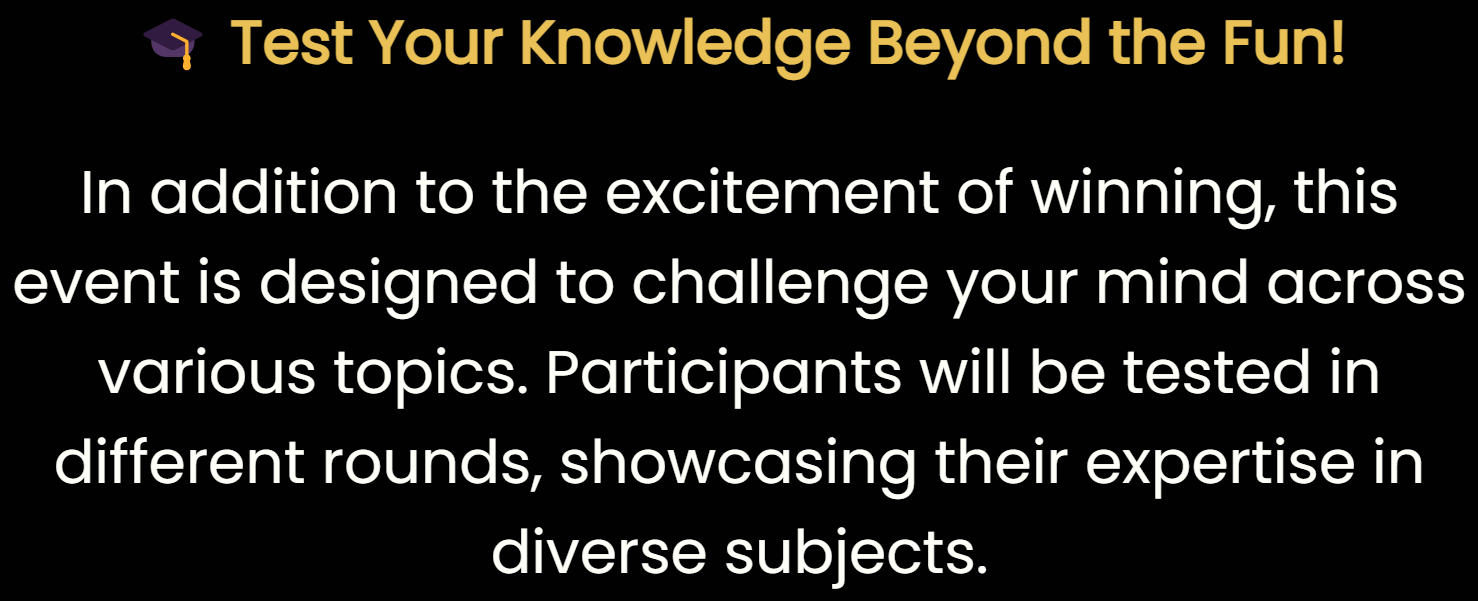 🎓 Test Your Knowledge Beyond the Fun!
In addition to the excitement of winning, this
event is designed to challenge your mind across
various topics. Participants will be tested in
different rounds, showcasing their expertise in
diverse subjects.